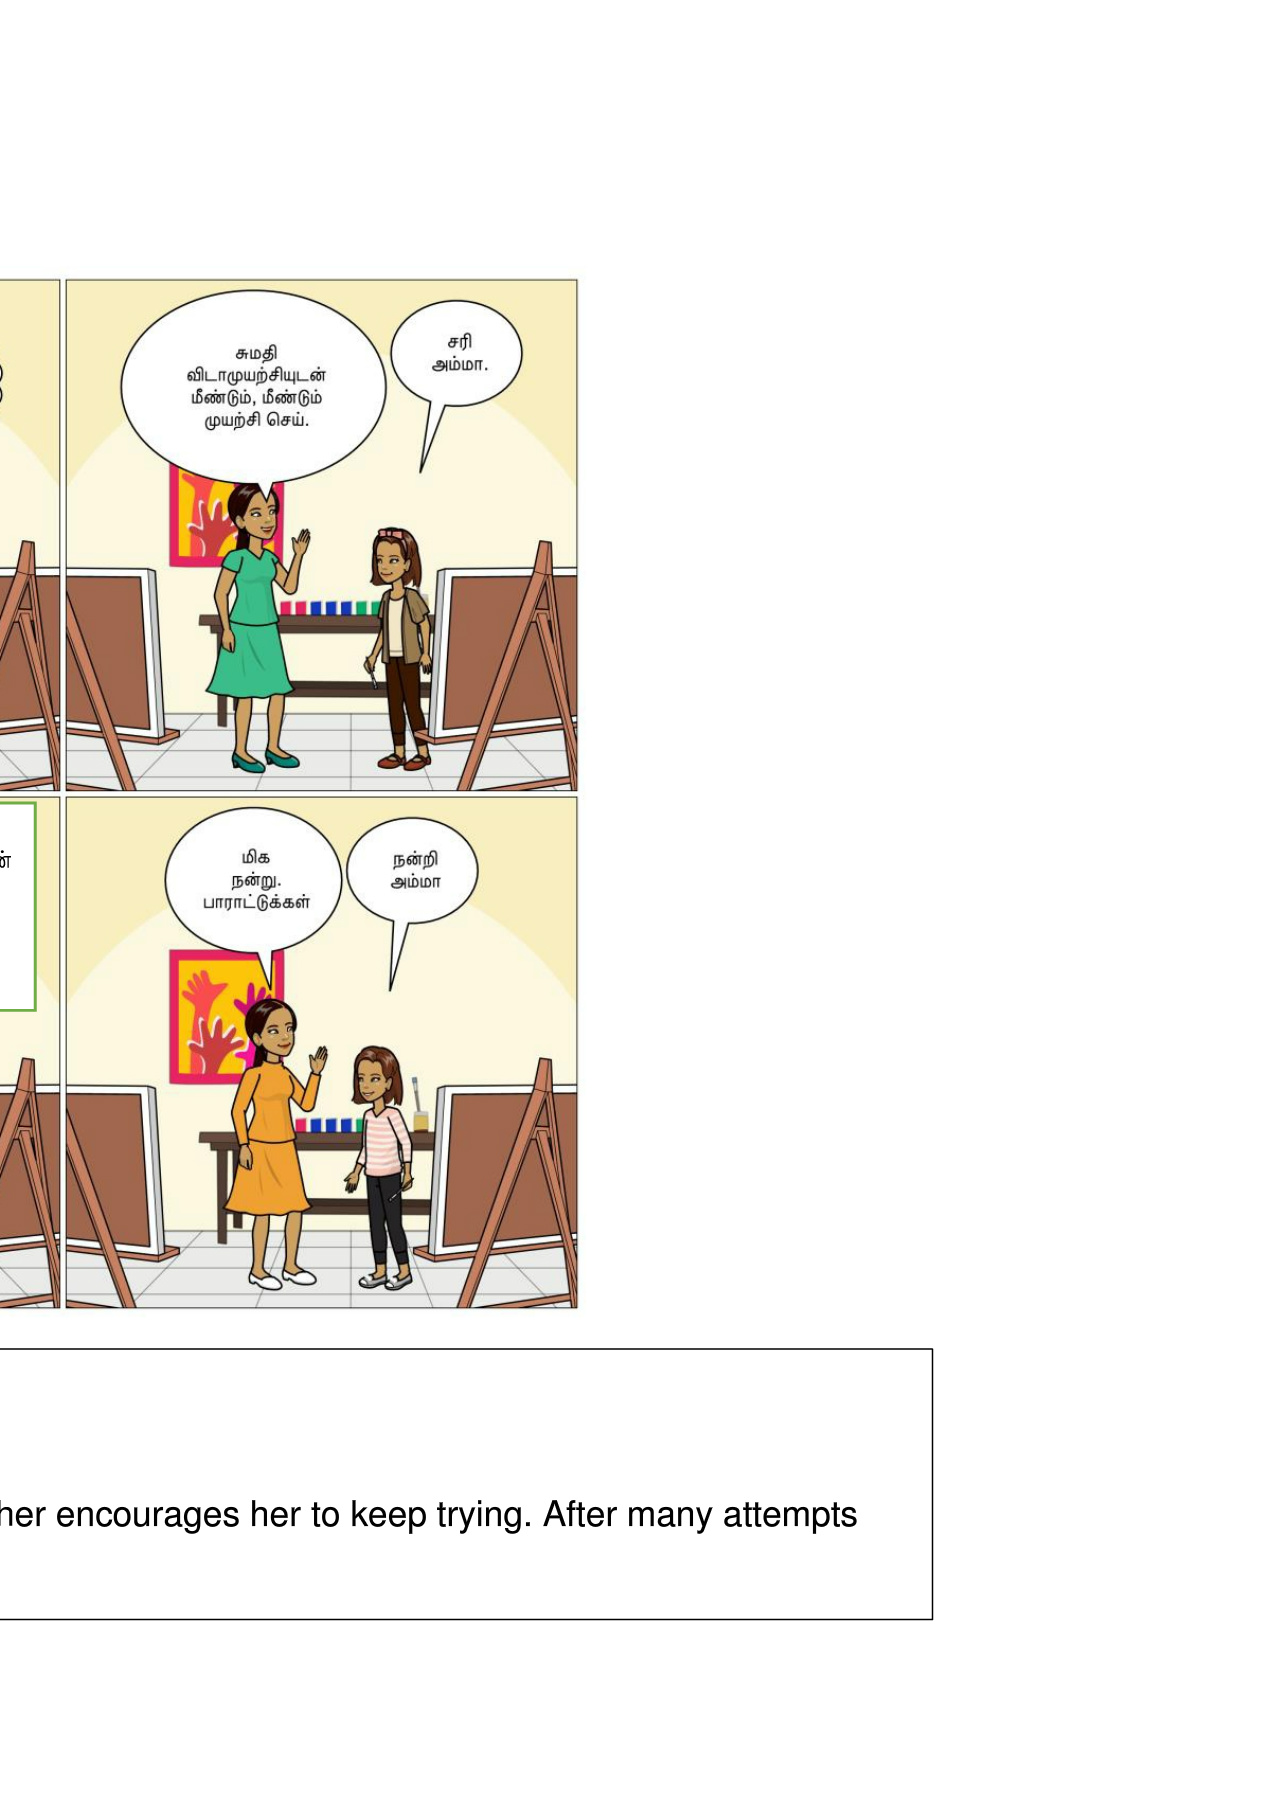 சுமதி
விடாமுயற்சியுடன்
மீண்டும், மீண்டும்
முயற்சி செய்.
சரி
அம்மா.
மிக
நன்று.
பாராட்டுக்கள்
நன்றி
அம்மா
her encourages her to keep trying. After many attempts